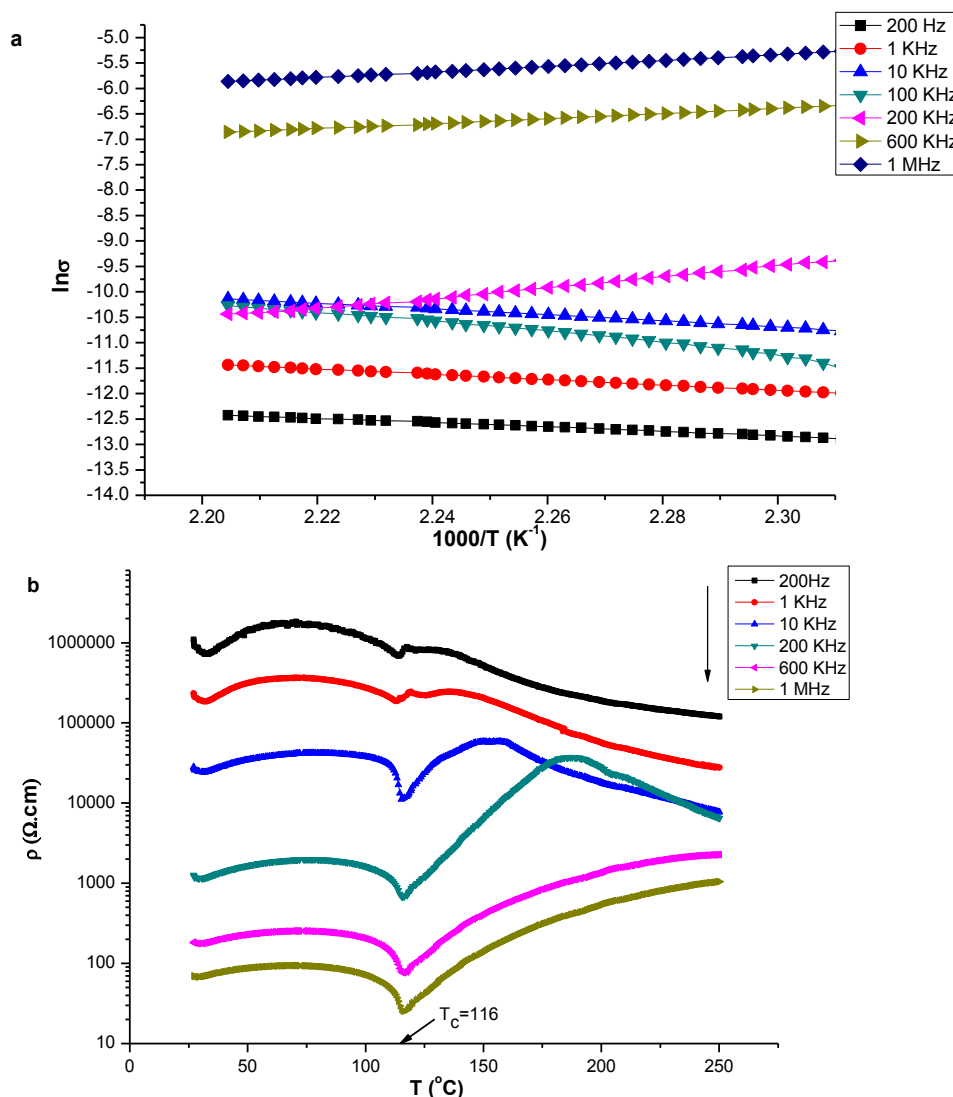 a
-5.0
-5.5
-6.0
-6.5
-7.0
-7.5
-8.0
-8.5
-9.0
-9.5
-10.0
-10.5
-11.0
-11.5
-12.0
-12.5
-13.0
-13.5
-14.0
lnσ
2.20 2.22 2.24 2.26 2.28 2.30
1000/T (K⁻¹)
200 Hz
1 KHz
10 KHz
100 KHz
200 KHz
600 KHz
1 MHz
b
1000000
100000
10000
1000
100
10
ρ (Ω.cm)
0 50 100 150 200 250
T (°C)
T_C=116
200Hz
1 KHz
10 KHz
200 KHz
600 KHz
1 MHz